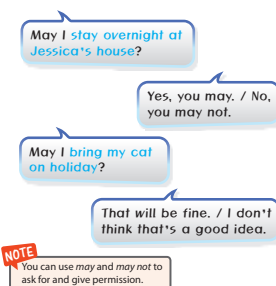 May I stay overnight at
Jessica's house?
Yes, you may. / No,
you may not.
May I bring my cat
on holiday?
That will be fine. / I don't
think that's a good idea.
NOTE
You can use may and may not to
ask for and give permission.